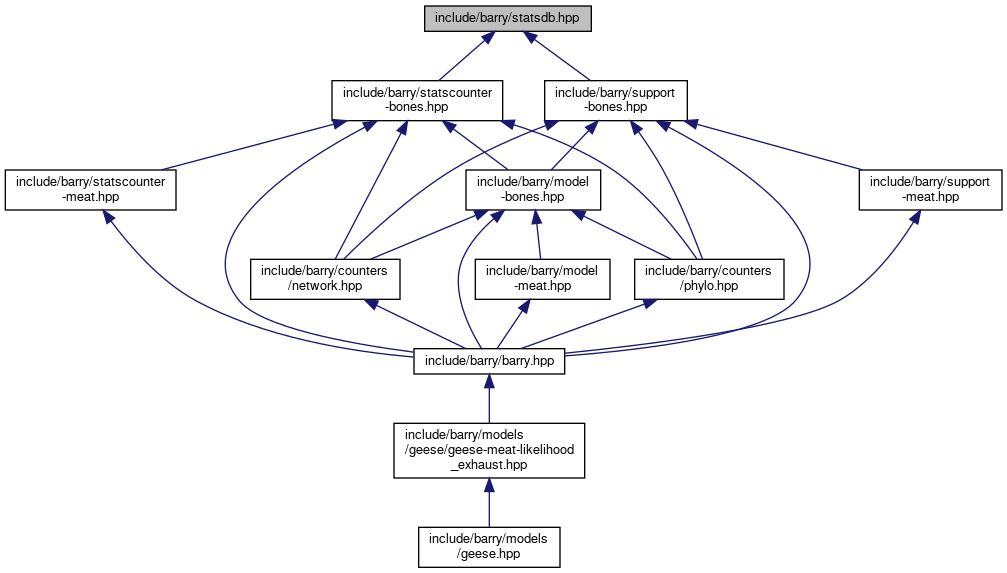 include/barry/statsdb.hpp
include/barry/statscounter
-bones.hpp
include/barry/support
-bones.hpp
include/barry/statscounter
-meat.hpp
include/barry/model
-bones.hpp
include/barry/support
-meat.hpp
include/barry/counters
/network.hpp
include/barry/model
-meat.hpp
include/barry/counters
/phylo.hpp
include/barry/barry.hpp
include/barry/models
/geese/geese-meat-likelihood
_exhaust.hpp
include/barry/models
/geese.hpp